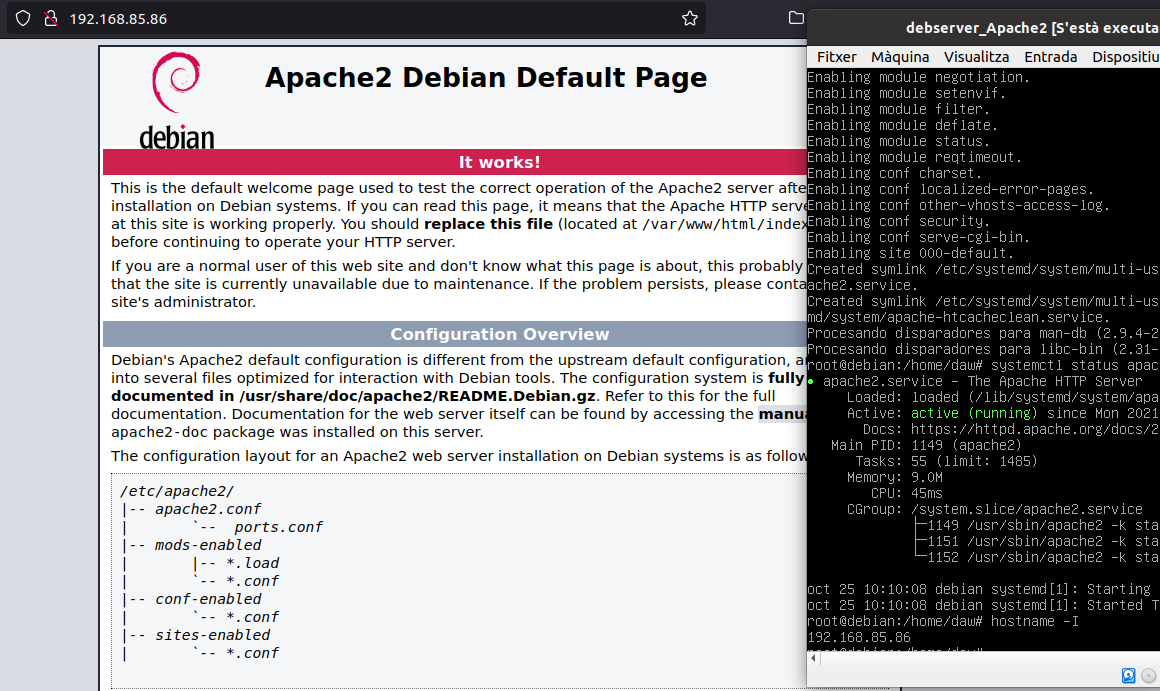 192.168.85.86
debian
Apache2 Debian Default Page
It works!
This is the default welcome page used to test the correct operation of the Apache2 server afte
installation on Debian systems. If you can read this page, it means that the Apache HTTP serve
at this site is working properly. You should replace this file (located at /var/www/html/index
before continuing to operate your HTTP server.
If you are a normal user of this web site and don't know what this page is about, this probably
that the site is currently unavailable due to maintenance. If the problem persists, please conta
site's administrator.
Configuration Overview
Debian's Apache2 default configuration is different from the upstream default configuration, a
into several files optimized for interaction with Debian tools. The configuration system is fully
documented in /usr/share/doc/apache2/README.Debian.gz. Refer to this for the full
documentation. Documentation for the web server itself can be found by accessing the manu
apache2-doc package was installed on this server.
The configuration layout for an Apache2 web server installation on Debian systems is as follow
/etc/apache2/
|-- apache2.conf
|       `--  ports.conf
|-- mods-enabled
|       |-- *.load
|       `-- *.conf
|-- conf-enabled
|       `-- *.conf
|-- sites-enabled
|       `-- *.conf
debserver_Apache2 [S'està executa
Fitxer Màquina Visualitza Entrada Dispositiu
Enabling module negotiation.
Enabling module setenvif.
Enabling module filter.
Enabling module deflate.
Enabling module status.
Enabling module reqtimeout.
Enabling conf charset.
Enabling conf localized-error-pages.
Enabling conf other-vhosts-access-log.
Enabling conf security.
Enabling conf serve-cgi-bin.
Enabling site 000-default.
Created symlink /etc/systemd/system/multi-us
ache2.service.
Created symlink /etc/systemd/system/multi-us
md/system/apache-htcacheclean.service.
Procesando disparadores para man-db (2.9.4-2
Procesando disparadores para libc-bin (2.31-
root@debian:/home/daw# systemctl status apac
● apache2.service - The Apache HTTP Server
Loaded: loaded (/lib/systemd/system/apa
Active: active (running) since Mon 2021
Docs: https://httpd.apache.org/docs/2
Main PID: 1149 (apache2)
Tasks: 55 (limit: 1485)
Memory: 9.0M
CPU: 45ms
CGroup: /system.slice/apache2.service
├─1149 /usr/sbin/apache2 -k sta
├─1151 /usr/sbin/apache2 -k sta
└─1152 /usr/sbin/apache2 -k sta
oct 25 10:10:08 debian systemd[1]: Starting
oct 25 10:10:08 debian systemd[1]: Started T
root@debian:/home/daw# hostname -I
192.168.85.86
root@debian:/home/daw#